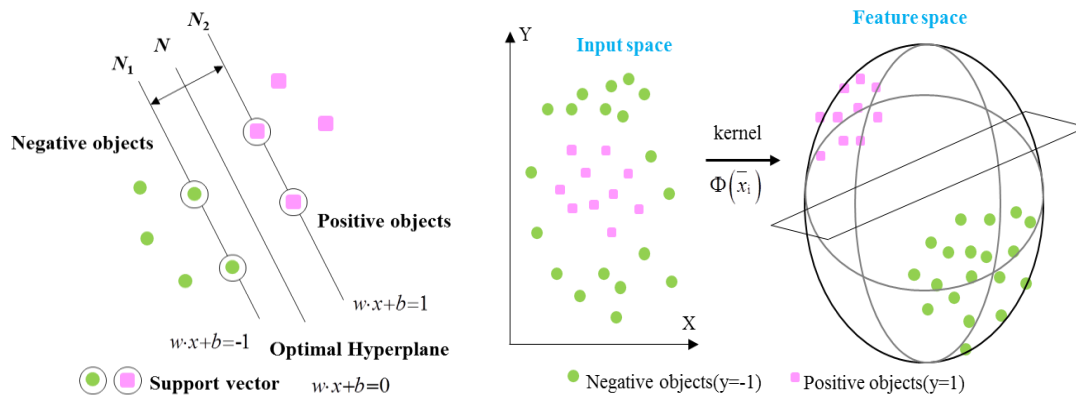 N₁
N
N₂
Negative objects
Positive objects
w·x+b=1
w·x+b=-1
Optimal Hyperplane
Support vector
w·x+b=0
Y
Input space
X
kernel
Φ(x̄ᵢ)
Feature space
Negative objects(y=-1)
Positive objects(y=1)